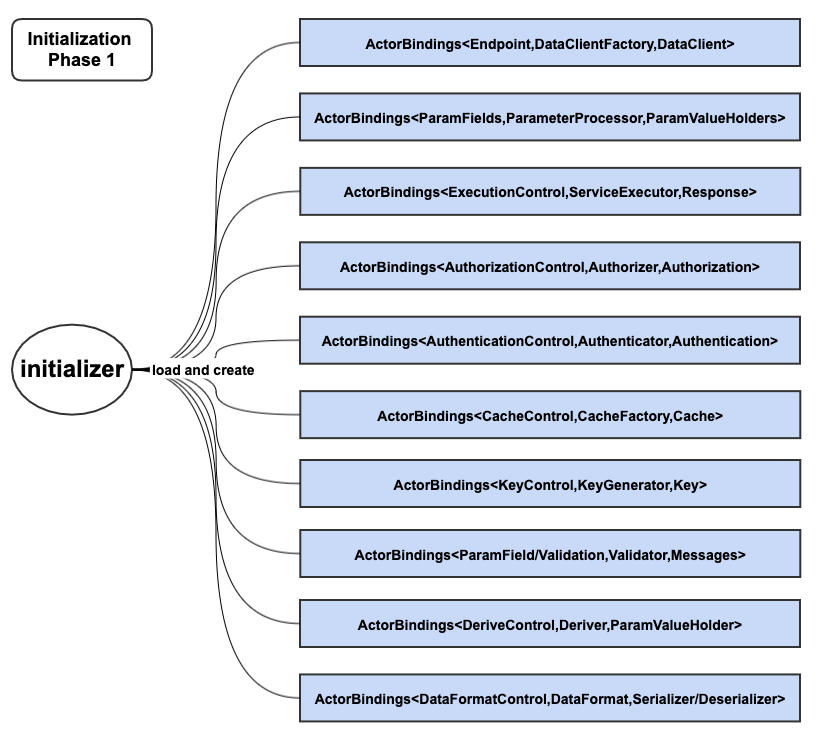 Initialization
Phase 1
ActorBindings<Endpoint,DataClientFactory,DataClient>
ActorBindings<ParamFields,ParameterProcessor,ParamValueHolders>
ActorBindings<ExecutionControl,ServiceExecutor,Response>
ActorBindings<AuthorizationControl,Authorizer,Authorization>
ActorBindings<AuthenticationControl,Authenticator,Authentication>
initializer
load and create
ActorBindings<CacheControl,CacheFactory,Cache>
ActorBindings<KeyControl,KeyGenerator,Key>
ActorBindings<ParamField/Validation,Validator,Messages>
ActorBindings<DeriveControl,Deriver,ParamValueHolder>
ActorBindings<DataFormatControl,DataFormat,Serializer/Deserializer>